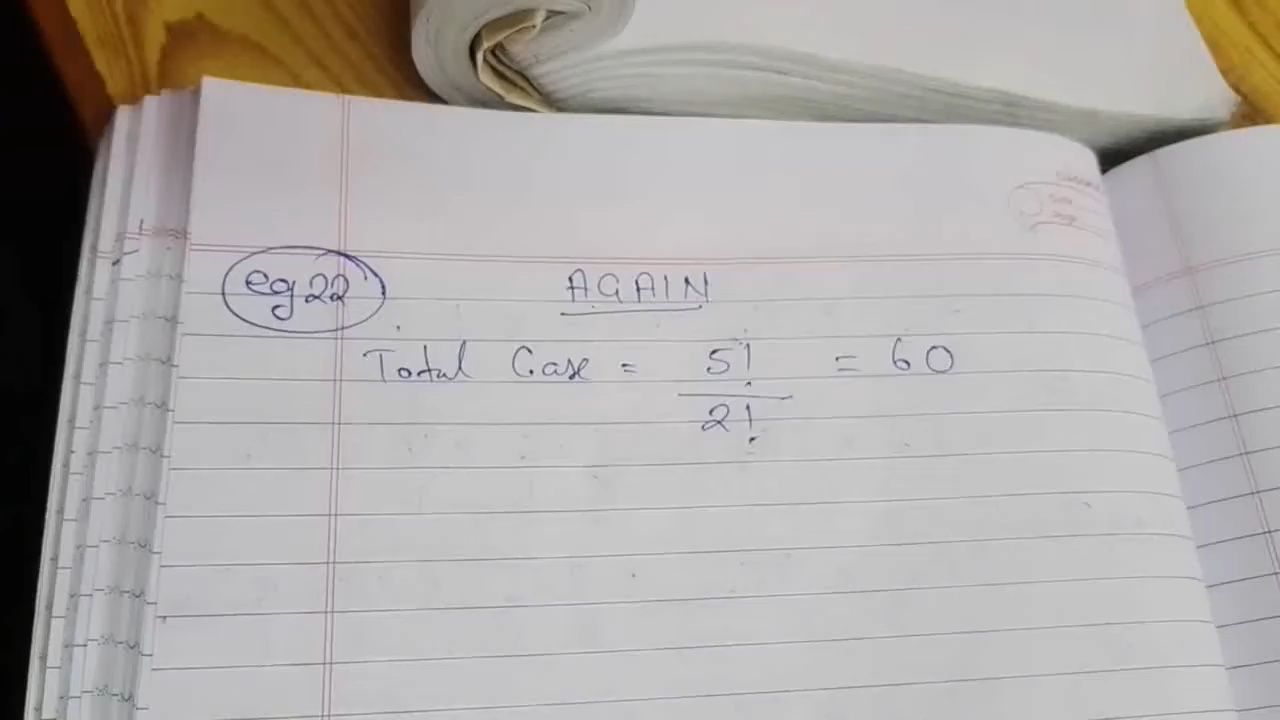 eg 22 AGAIN
Total Case = 5! / 2! = 60